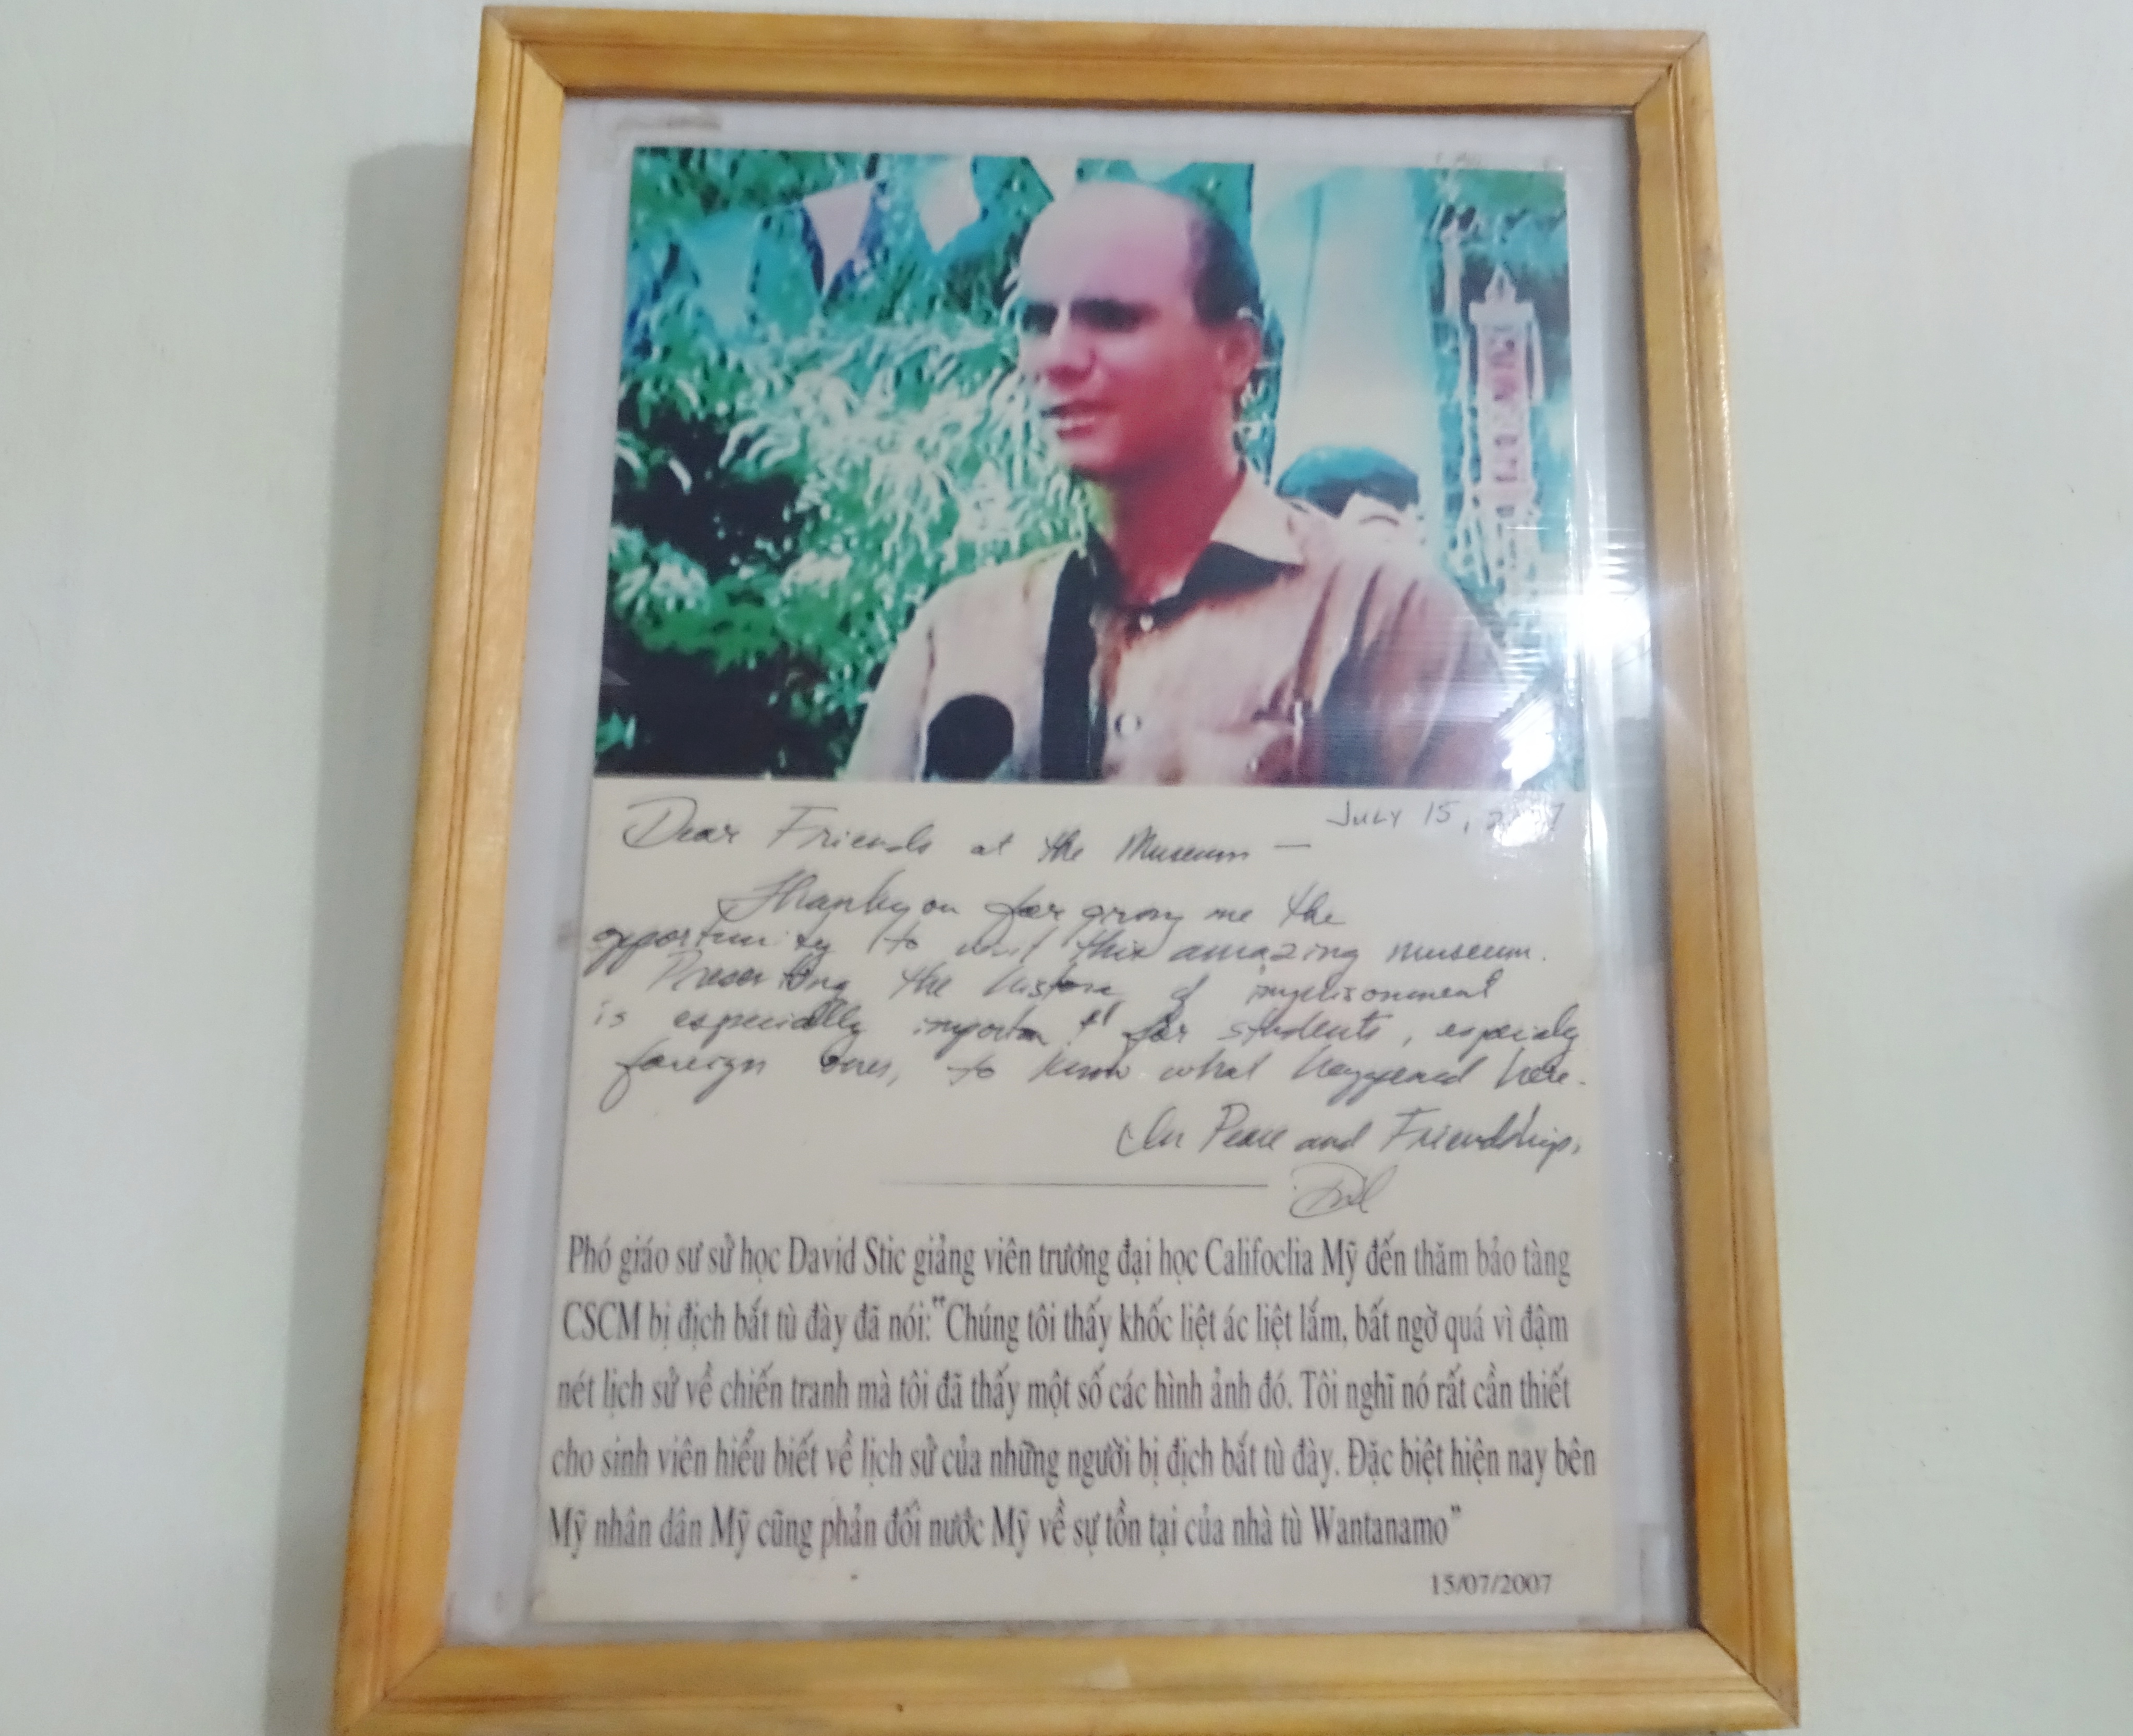 July 15, 2007
Dear Friends at the Museum —
Thank you for giving me the
opportunity to visit this amazing museum.
Presenting the history of imprisonment
is especially important for students, especialy
foreign ones, to know what happened here.
In Peace and Friendship,
Phó giáo sư sử học David Stic giảng viên trương đại học Califoclia Mỹ đến thăm bảo tàng
CSCM bị địch bắt tù đày đã nói:"Chúng tôi thấy khốc liệt ác liệt lắm, bất ngờ quá vì đậm
nét lịch sử về chiến tranh mà tôi đã thấy một số các hình ảnh đó. Tôi nghĩ nó rất cần thiết
cho sinh viên hiểu biết về lịch sử của những người bị địch bắt tù đày. Đặc biệt hiện nay bên
Mỹ nhân dân Mỹ cũng phản đối nước Mỹ về sự tồn tại của nhà tù Wantanamo"
15/07/2007